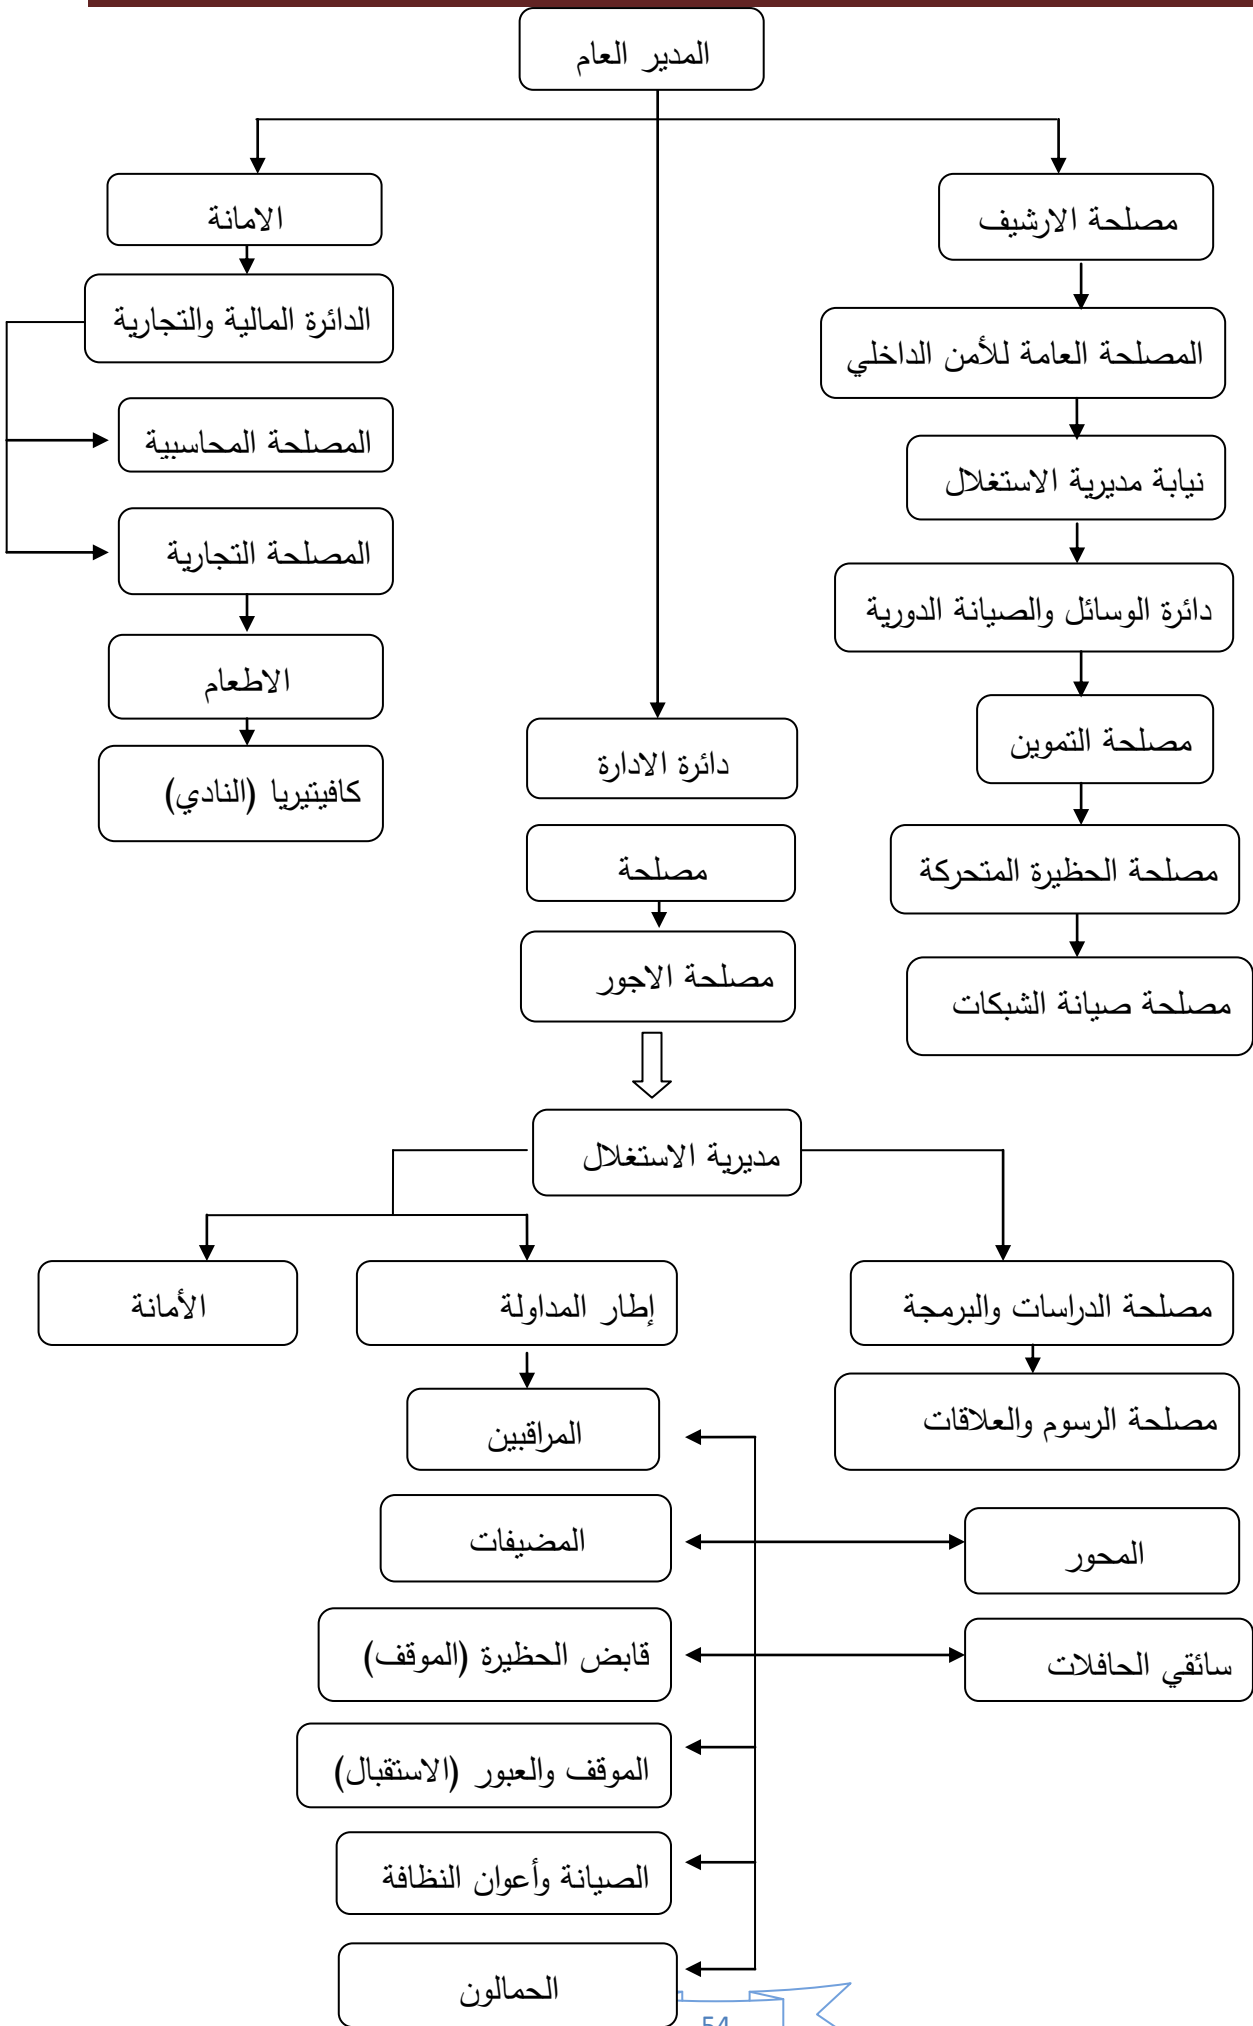 المدير العام
مصلحة الارشيف
الامانة
الدائرة المالية والتجارية
المصلحة العامة للأمن الداخلي
المصلحة المحاسبية
نيابة مديرية الاستغلال
المصلحة التجارية
دائرة الوسائل والصيانة الدورية
الاطعام
مصلحة التموين
دائرة الادارة
كافيتيريا (النادي)
مصلحة الحظيرة المتحركة
مصلحة
مصلحة الاجور
مصلحة صيانة الشبكات
مديرية الاستغلال
مصلحة الدراسات والبرمجة
إطار المداولة
الأمانة
مصلحة الرسوم والعلاقات
المراقبين
المحور
المضيفات
سائقي الحافلات
قابض الحظيرة (الموقف)
الموقف والعبور (الاستقبال)
الصيانة وأعوان النظافة
الحمالون
54